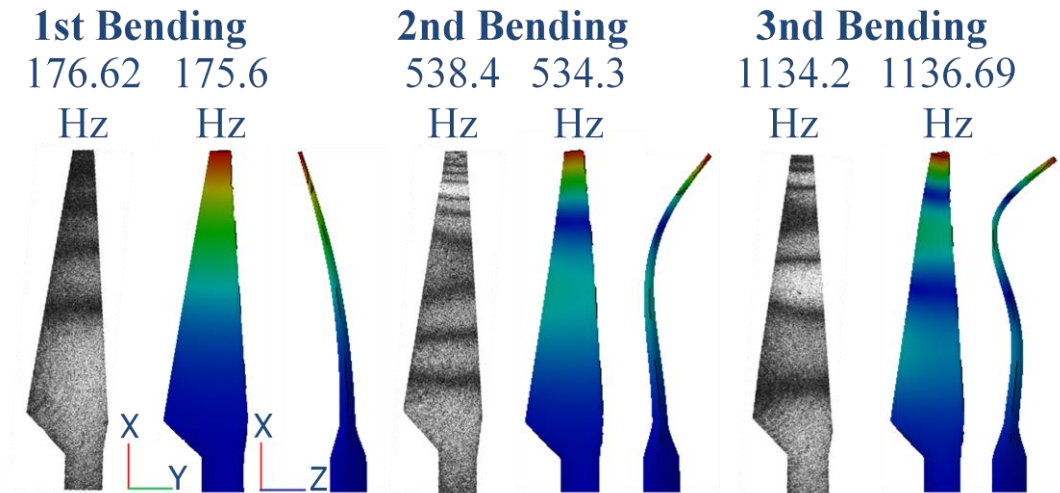 1st Bending 2nd Bending 3nd Bending
176.62 175.6 538.4 534.3 1134.2 1136.69
Hz Hz Hz Hz Hz Hz
X X
Y Z